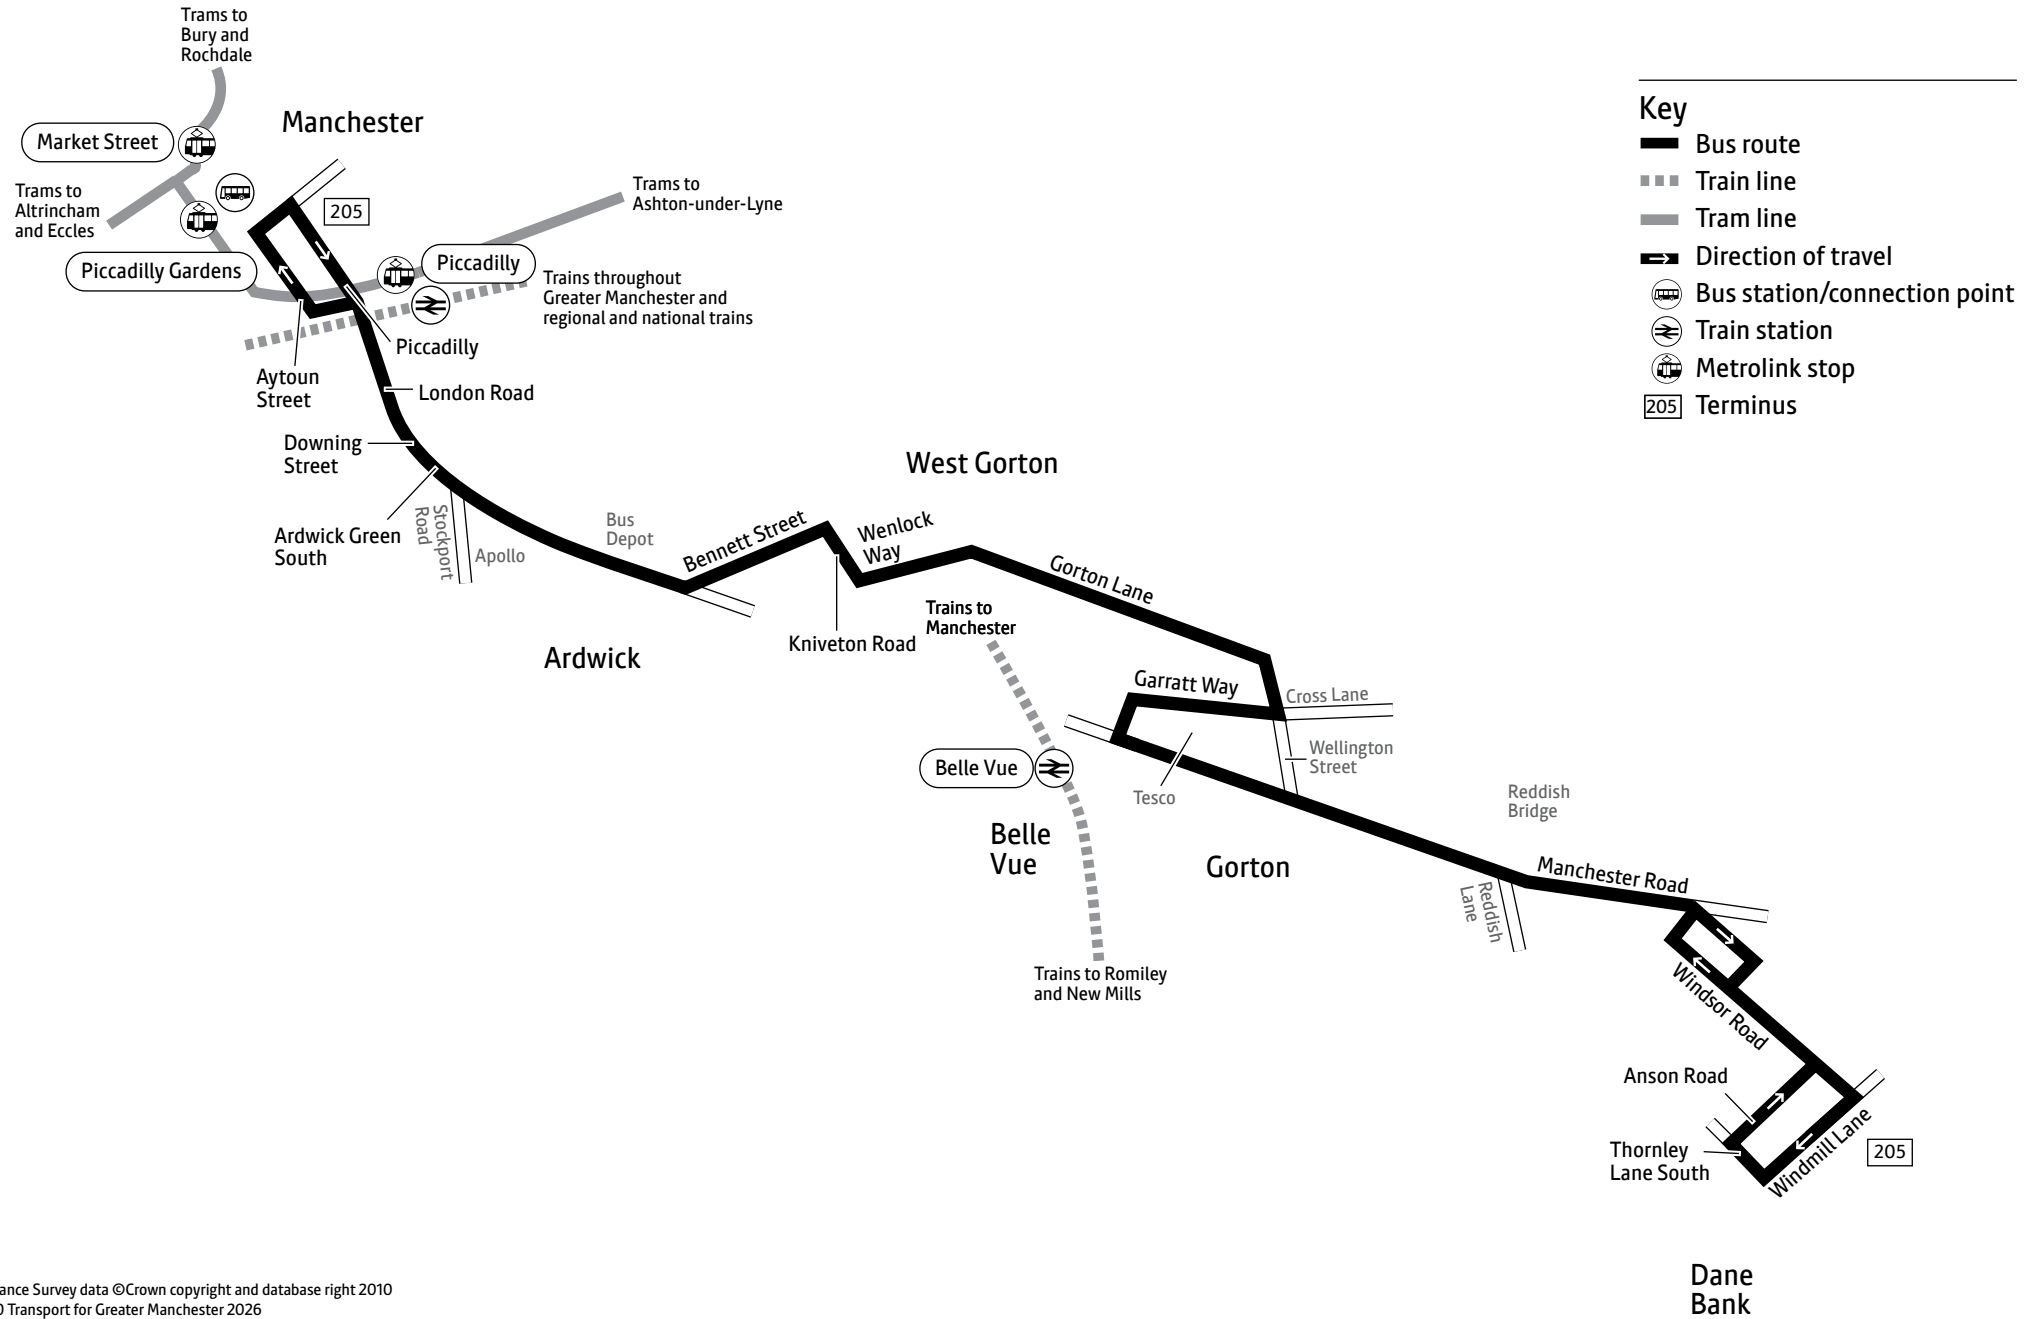 Trams to
Bury and
Rochdale
Manchester
Market Street
Trams to
Altrincham
and Eccles
205
Trams to
Ashton-under-Lyne
Piccadilly Gardens
Piccadilly
Trains throughout
Greater Manchester and
regional and national trains
Piccadilly
Aytoun
Street
London Road
Downing
Street
Ardwick Green
South
Stockport
Road
Apollo
Bus
Depot
Ardwick
Bennett Street
West Gorton
Wenlock
Way
Kniveton Road
Gorton Lane
Trains to
Manchester
Garratt Way
Cross Lane
Wellington
Street
Belle Vue
Tesco
Belle
Vue
Gorton
Trains to Romiley
and New Mills
Reddish
Bridge
Reddish
Lane
Manchester Road
Windsor Road
Anson Road
Thornley
Lane South
Windmill Lane
205
Dane
Bank
Key
Bus route
Train line
Tram line
Direction of travel
Bus station/connection point
Train station
Metrolink stop
205 Terminus
ance Survey data ©Crown copyright and database right 2010
Transport for Greater Manchester 2026